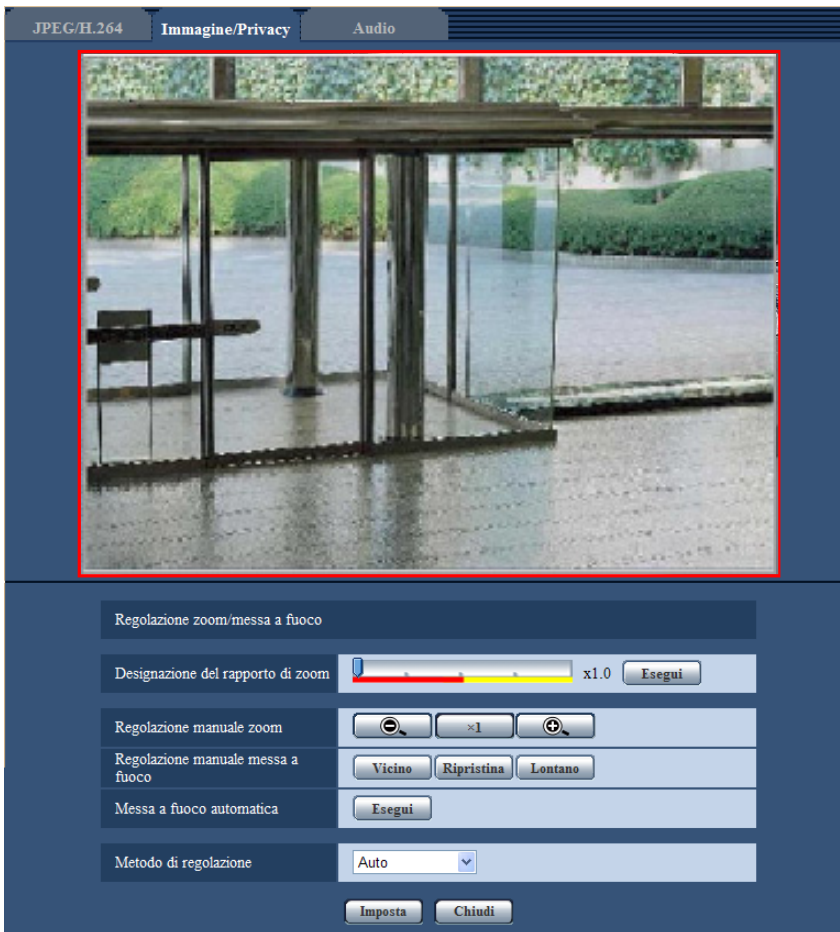 JPEG/H.264 Immagine/Privacy Audio
Regolazione zoom/messa a fuoco
Designazione del rapporto di zoom x1.0 Esegui
Regolazione manuale zoom ×1
Regolazione manuale messa a
fuoco
Vicino Ripristina Lontano
Messa a fuoco automatica Esegui
Metodo di regolazione Auto
Imposta Chiudi